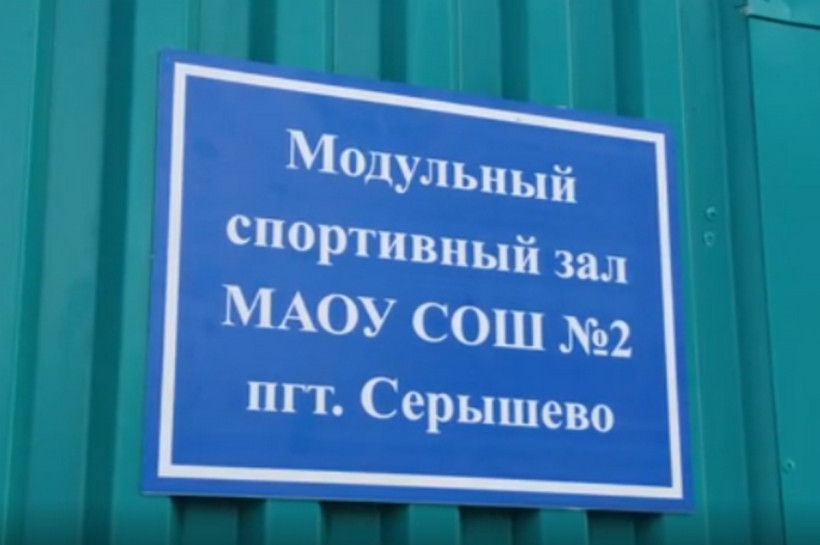 Модульный
спортивный зал
МАОУ СОШ №2
пгт. Серышево